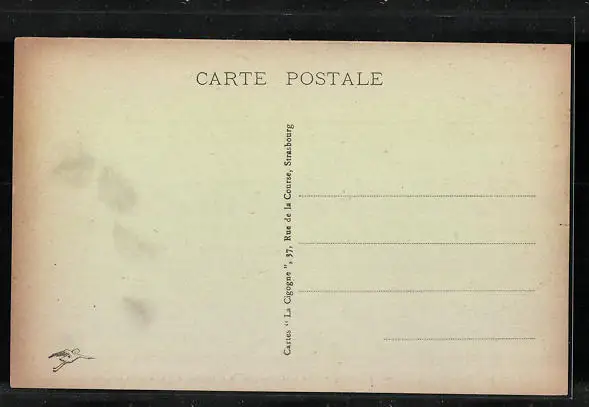 CARTE POSTALE
Cartes " La Cigogne ", 37, Rue de la Course, Strasbourg